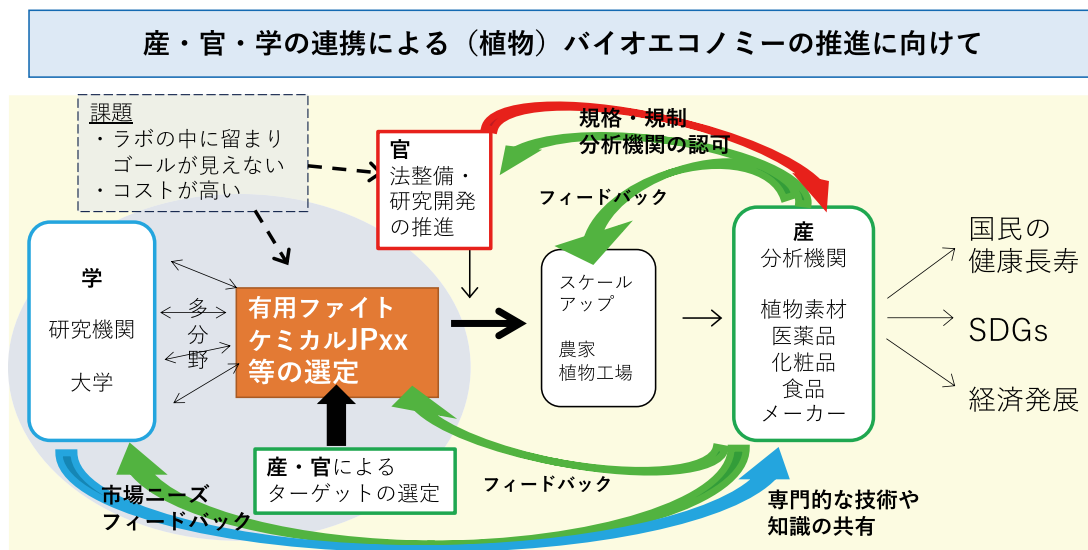 産・官・学の連携による（植物）バイオエコノミーの推進に向けて
課題
・ラボの中に留まり
ゴールが見えない
・コストが高い
官
法整備・
研究開発
の推進
規格・規制
分析機関の認可
フィードバック
学
研究機関
大学
多
分
野
有用ファイト
ケミカルJPxx
等の選定
スケール
アップ
農家
植物工場
産
分析機関
植物素材
医薬品
化粧品
食品
メーカー
国民の
健康長寿
SDGs
経済発展
産・官による
ターゲットの選定
フィードバック
市場ニーズ
フィードバック
専門的な技術や
知識の共有